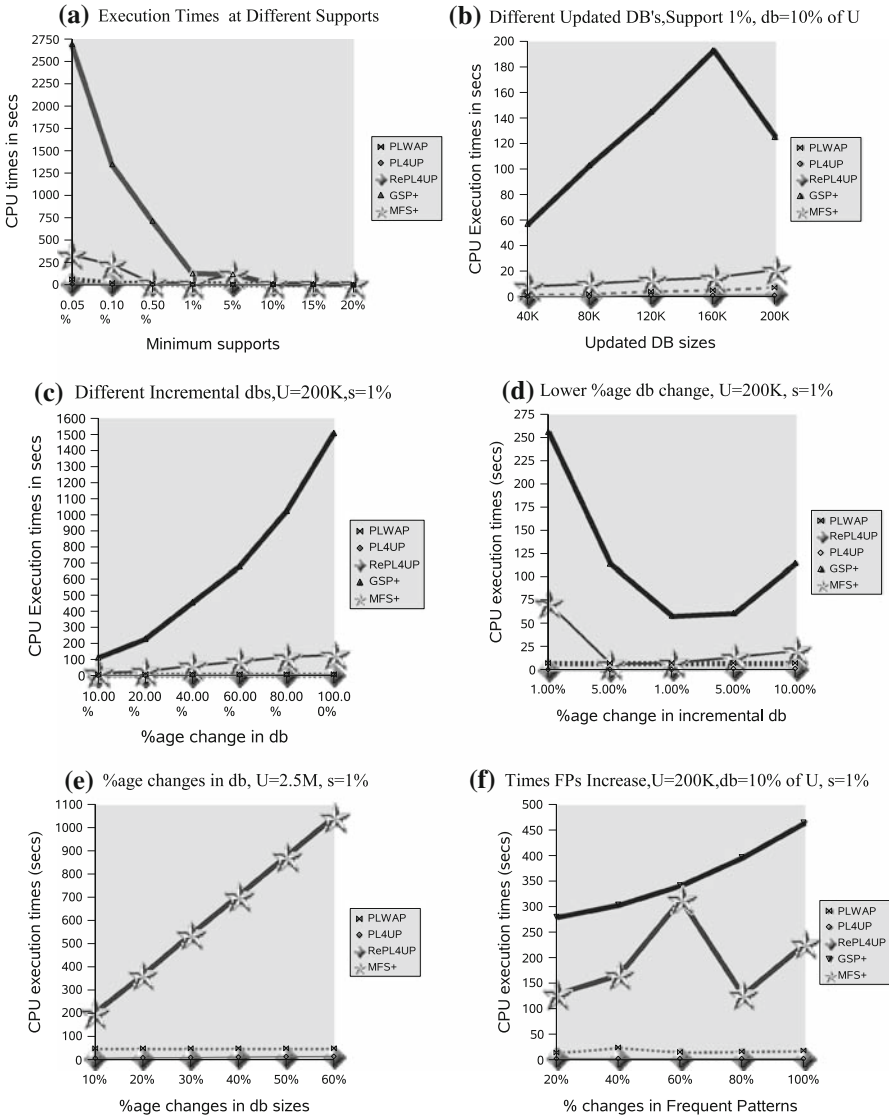 (a) Execution Times at Different Supports
CPU times in secs
2750
2500
2250
2000
1750
1500
1250
1000
750
500
250
0
0.05 % 0.10 % 0.50 % 1% 5% 10% 15% 20%
Minimum supports
PLWAP
PL4UP
RePL4UP
GSP+
MFS+
(b) Different Updated DB's,Support 1%, db=10% of U
CPU Execution times in secs
200
180
160
140
120
100
80
60
40
20
0
40K 80K 120K 160K 200K
Updated DB sizes
PLWAP
PL4UP
RePL4UP
GSP+
MFS+
(c) Different Incremental dbs,U=200K,s=1%
CPU Execution times in secs
1600
1500
1400
1300
1200
1100
1000
900
800
700
600
500
400
300
200
100
0
10.00 % 20.00 % 40.00 % 60.00 % 80.00 % 100.0 0%
%age change in db
PLWAP
PL4UP
RePL4UP
GSP+
MFS+
(d) Lower %age db change, U=200K, s=1%
CPU Execution times (secs)
275
250
225
200
175
150
125
100
75
50
25
0
1.00% 5.00% 1.00% 5.00% 10.00%
%age change in incremental db
PLWAP
RePL4UP
PL4UP
GSP+
MFS+
(e) %age changes in db, U=2.5M, s=1%
CPU execution times (secs)
1100
1000
900
800
700
600
500
400
300
200
100
0
10% 20% 30% 40% 50% 60%
%age changes in db sizes
PLWAP
PL4UP
RePL4UP
MFS+
(f) Times FPs Increase,U=200K,db=10% of U, s=1%
CPU execution times (secs)
500
450
400
350
300
250
200
150
100
50
0
20% 40% 60% 80% 100%
% changes in Frequent Patterns
PLWAP
PL4UP
RePL4UP
GSP+
MFS+